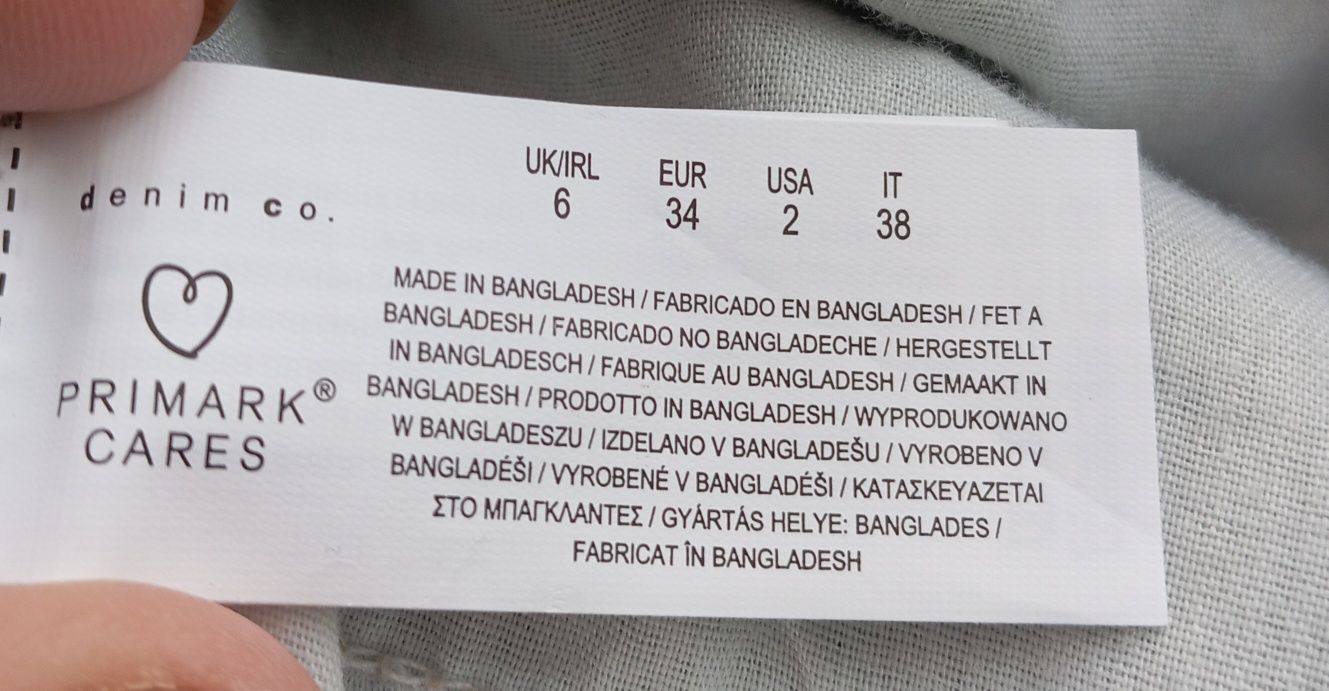 denim co.
PRIMARK®
CARES
UK/IRL EUR USA IT
6 34 2 38
MADE IN BANGLADESH / FABRICADO EN BANGLADESH / FET A
BANGLADESH / FABRICADO NO BANGLADECHE / HERGESTELLT
IN BANGLADESCH / FABRIQUE AU BANGLADESH / GEMAAKT IN
BANGLADESH / PRODOTTO IN BANGLADESH / WYPRODUKOWANO
W BANGLADESZU / IZDELANO V BANGLADEŠU / VYROBENO V
BANGLADÉŠI / VYROBENÉ V BANGLADÉŠI / ΚΑΤΑΣΚΕΥΑΖΕΤΑΙ
ΣΤΟ ΜΠΑΓΚΛΑΝΤΕΣ / GYÁRTÁS HELYE: BANGLADES /
FABRICAT ÎN BANGLADESH